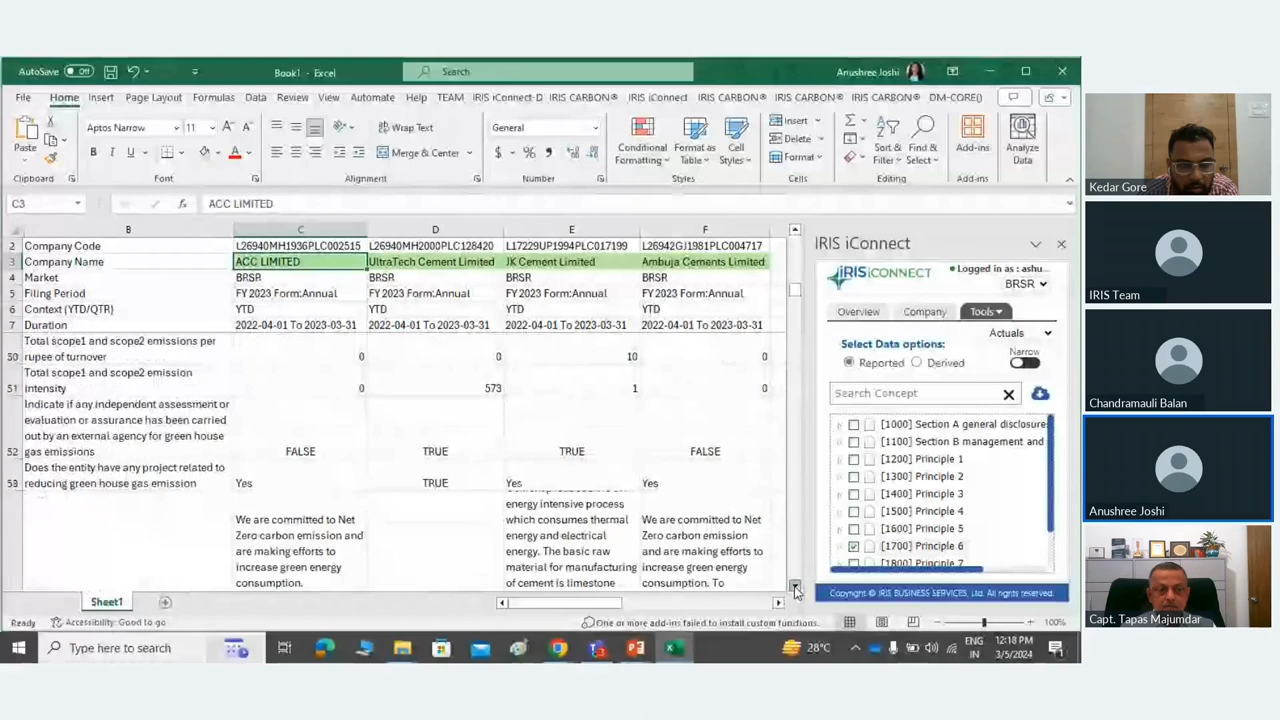 AutoSave Off
Book1 - Excel
Search
Anushree Joshi
File Home Insert Page Layout Formulas Data Review View Automate Help TEAM IRIS iConnect-D IRIS CARBON® IRIS iConnect IRIS CARBON® IRIS CARBON® IRIS CARBON® DM-CORE()
Paste
Aptos Narrow 11
Wrap Text
Merge & Center
General
Conditional Formatting
Format as Table
Cell Styles
Insert
Delete
Format
Sort & Filter
Find & Select
Add-ins
Analyze Data
Clipboard Font Alignment Number Styles Cells Editing Add-ins
C3 fx ACC LIMITED
B C D E F
2 Company Code L26940MH1936PLC002515 L26940MH2000PLC128420 L17229UP1994PLC017199 L26942GJ1981PLC004717
3 Company Name ACC LIMITED UltraTech Cement Limited JK Cement Limited Ambuja Cements Limited
4 Market BRSR BRSR BRSR BRSR
5 Filing Period FY 2023 Form:Annual FY 2023 Form:Annual FY 2023 Form:Annual FY 2023 Form:Annual
6 Context (YTD/QTR) YTD YTD YTD YTD
7 Duration 2022-04-01 To 2023-03-31 2022-04-01 To 2023-03-31 2022-04-01 To 2023-03-31 2022-04-01 To 2023-03-31
Total scope1 and scope2 emissions per
50 rupee of turnover 0 0 10 0
Total scope1 and scope2 emission
51 intensity 0 573 1 0
Indicate if any independent assessment or
evaluation or assurance has been carried
out by an external agency for green house
gas emissions
52 FALSE TRUE TRUE FALSE
Does the entity have any project related to
53 reducing green house gas emission Yes TRUE Yes Yes
We are committed to Net
Zero carbon emission and
are making efforts to
increase green energy
consumption.
energy intensive process
which consumes thermal
energy and electrical
energy. The basic raw
material for manufacturing
of cement is limestone
We are committed to Net
Zero carbon emission and
are making efforts to
increase green energy
consumption. To
Sheet1
Ready
Accessibility: Good to go
One or more add-ins failed to install custom functions.
100%
IRIS iConnect
IRISICONNECT
Logged in as : ashu...
BRSR
Overview Company Tools
Actuals
Select Data options:
Reported Derived
Narrow
Search Concept
[1000] Section A general disclosures
[1100] Section B management and
[1200] Principle 1
[1300] Principle 2
[1400] Principle 3
[1500] Principle 4
[1600] Principle 5
[1700] Principle 6
[1800] Principle 7
Copyright © IRIS BUSINESS SERVICES, Ltd. All rights reserved.
Type here to search
28°C
ENG
IN
12:18 PM
3/5/2024
Kedar Gore
IRIS Team
Chandramauli Balan
Anushree Joshi
Capt. Tapas Majumdar